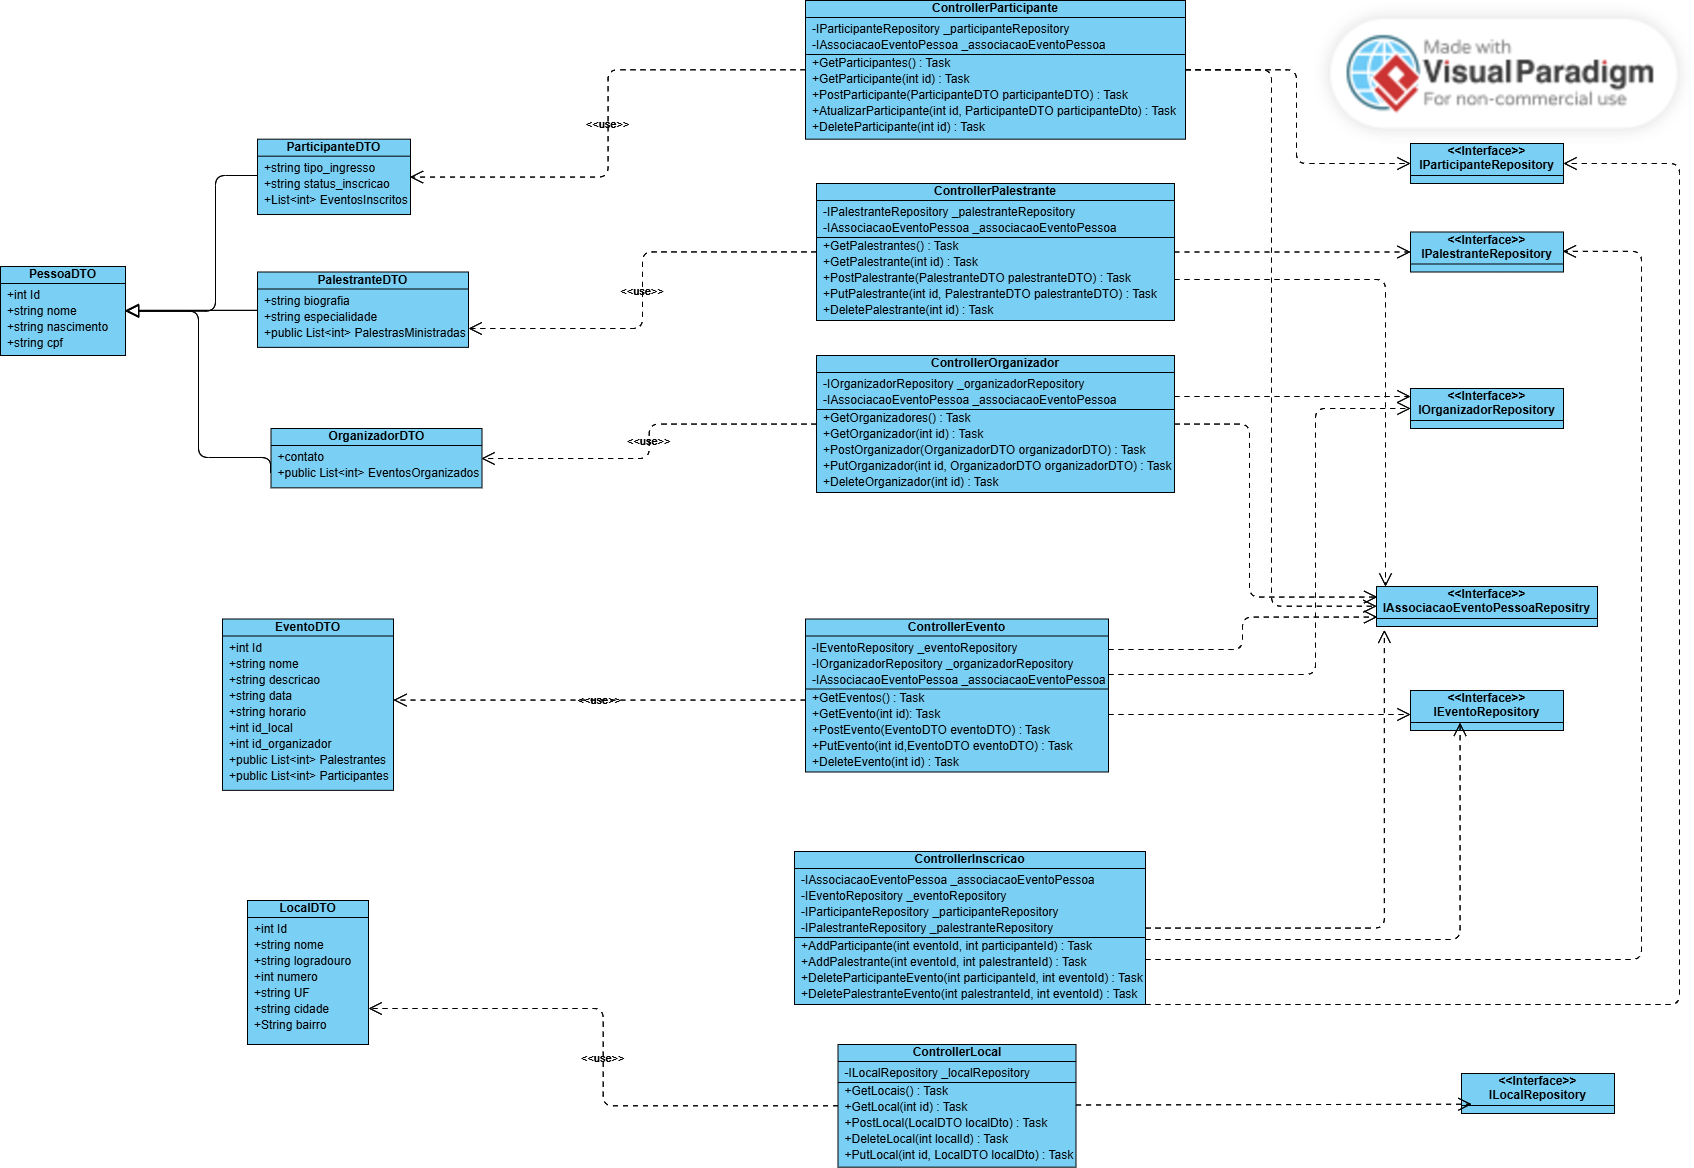 ControllerParticipante
-IParticipanteRepository _participanteRepository
-IAssociacaoEventoPessoa _associacaoEventoPessoa
+GetParticipantes() : Task
+GetParticipante(int id) : Task
+PostParticipante(ParticipanteDTO participanteDTO) : Task
+AtualizarParticipante(int id, ParticipanteDTO participanteDto) : Task
+DeleteParticipante(int id) : Task
Made with
Visual Paradigm
For non-commercial use
<<use>>
ParticipanteDTO
+string tipo_ingresso
+string status_inscricao
+List<int> EventosInscritos
<<Interface>>
IParticipanteRepository
ControllerPalestrante
-IPalestranteRepository _palestranteRepository
-IAssociacaoEventoPessoa _associacaoEventoPessoa
+GetPalestrantes() : Task
+GetPalestrante(int id) : Task
+PostPalestrante(PalestranteDTO palestranteDTO) : Task
+PutPalestrante(int id, PalestranteDTO palestranteDTO) : Task
+DeletePalestrante(int id) : Task
<<Interface>>
IPalestranteRepository
PessoaDTO
+int Id
+string nome
+string nascimento
+string cpf
PalestranteDTO
+string biografia
+string especialidade
+public List<int> PalestrasMinistradas
<<use>>
ControllerOrganizador
-IOrganizadorRepository _organizadorRepository
-IAssociacaoEventoPessoa _associacaoEventoPessoa
+GetOrganizadores() : Task
+GetOrganizador(int id) : Task
+PostOrganizador(OrganizadorDTO organizadorDTO) : Task
+PutOrganizador(int id, OrganizadorDTO organizadorDTO) : Task
+DeleteOrganizador(int id) : Task
<<Interface>>
IOrganizadorRepository
OrganizadorDTO
+contato
+public List<int> EventosOrganizados
<<use>>
<<Interface>>
IAssociacaoEventoPessoaRepositry
EventoDTO
+int Id
+string nome
+string descricao
+string data
+string horario
+int id_local
+int id_organizador
+public List<int> Palestrantes
+public List<int> Participantes
<<use>>
ControllerEvento
-IEventoRepository _eventoRepository
-IOrganizadorRepository _organizadorRepository
-IAssociacaoEventoPessoa _associacaoEventoPessoa
+GetEventos() : Task
+GetEvento(int id): Task
+PostEvento(EventoDTO eventoDTO) : Task
+PutEvento(int id,EventoDTO eventoDTO) : Task
+DeleteEvento(int id) : Task
<<Interface>>
IEventoRepository
ControllerInscricao
-IAssociacaoEventoPessoa _associacaoEventoPessoa
-IEventoRepository _eventoRepository
-IParticipanteRepository _participanteRepository
-IPalestranteRepository _palestranteRepository
+AddParticipante(int eventoId, int participanteId) : Task
+AddPalestrante(int eventoId, int palestranteId) : Task
+DeleteParticipanteEvento(int participanteId, int eventoId) : Task
+DeletePalestranteEvento(int palestranteId, int eventoId) : Task
LocalDTO
+int Id
+string nome
+string logradouro
+int numero
+string UF
+string cidade
+String bairro
<<use>>
ControllerLocal
-ILocalRepository _localRepository
+GetLocais() : Task
+GetLocal(int id) : Task
+PostLocal(LocalDTO localDto) : Task
+DeleteLocal(int localId) : Task
+PutLocal(int id, LocalDTO localDto) : Task
<<Interface>>
ILocalRepository